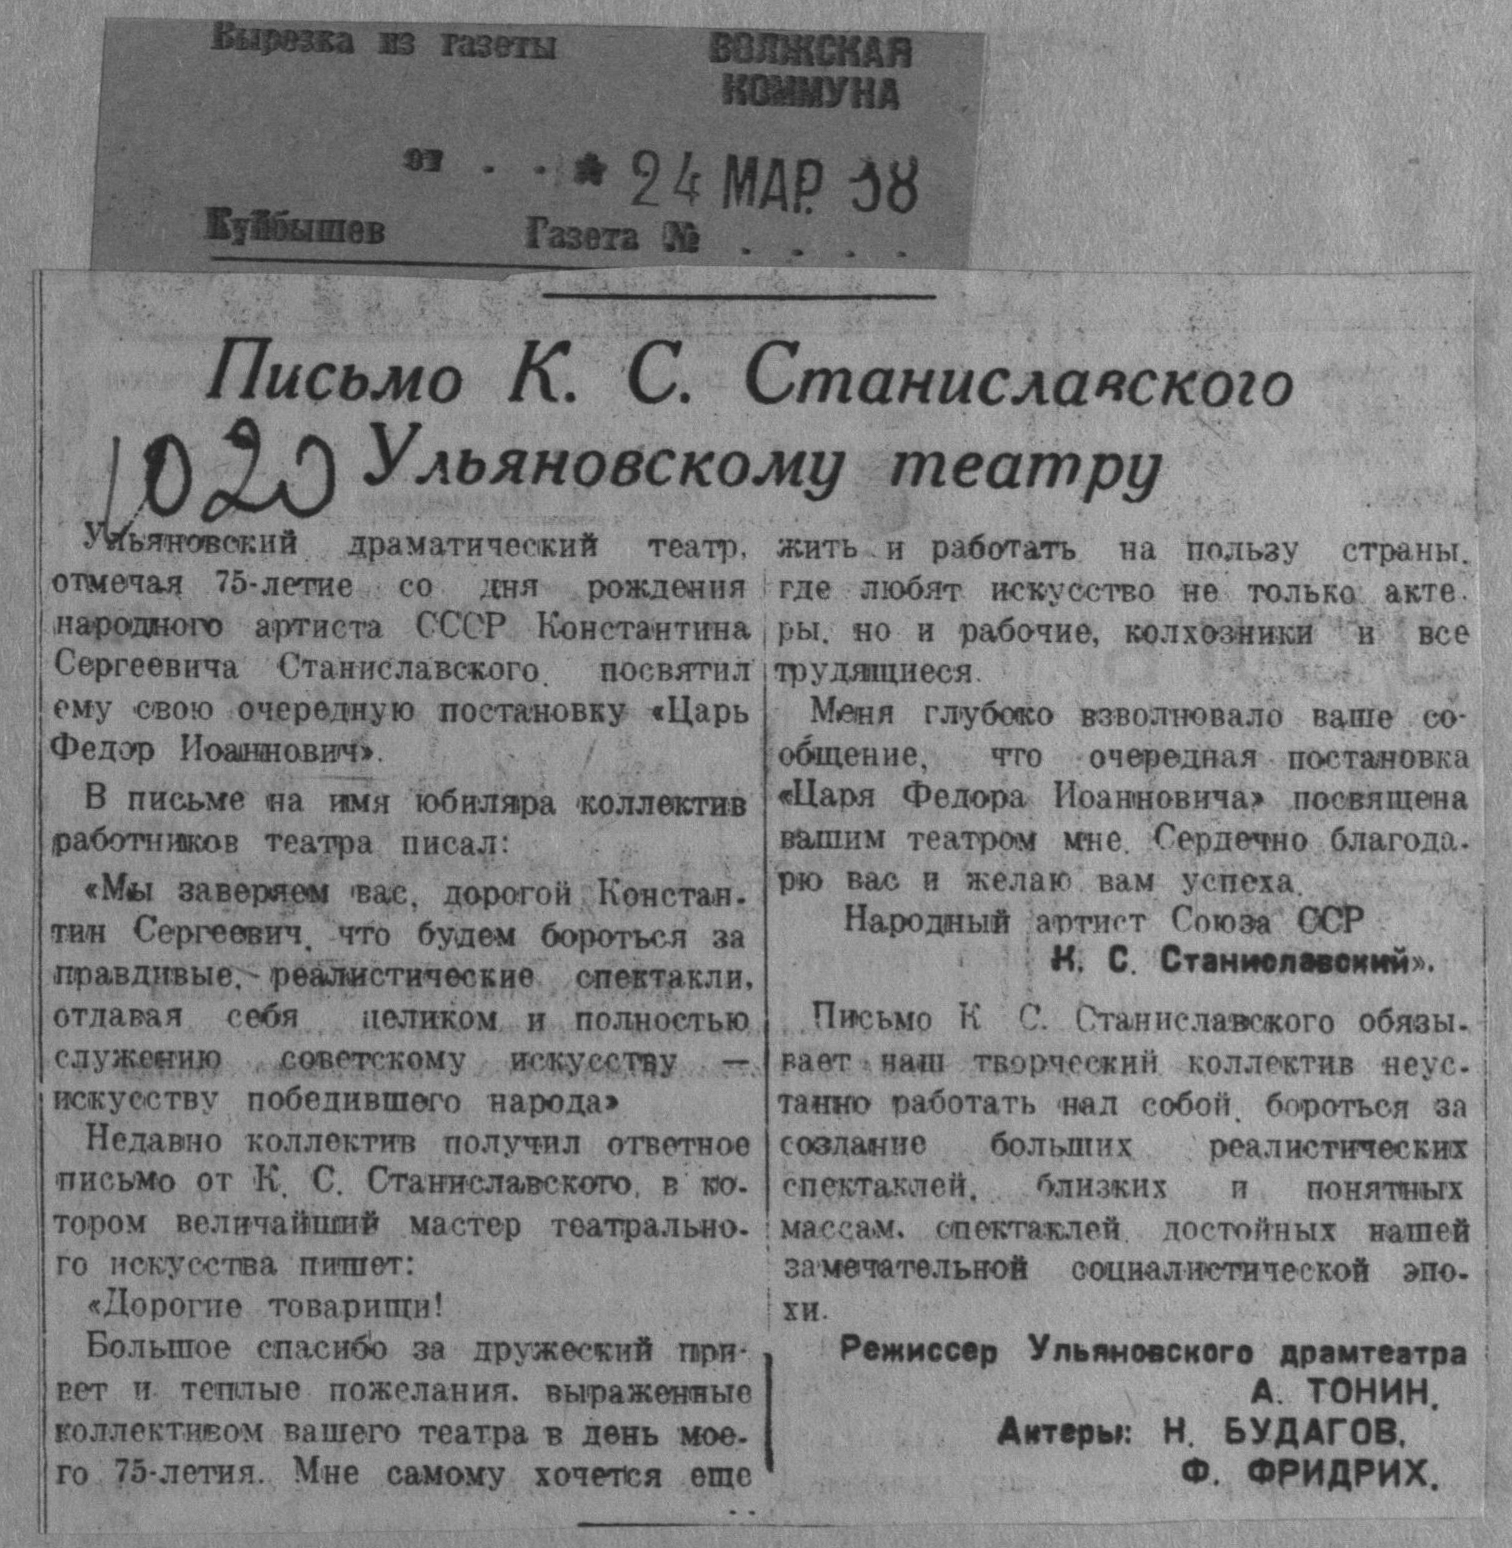 Вырезка из газеты
ВОЛЖСКАЯ
КОММУНА
от . . ★ 24 МАР. 38
Куйбышев Газета № . . . .
Письмо К. С. Станиславского
Ульяновскому театру
1020
Ульяновский драматический театр,
отмечая 75-летие со дня рождения
народного артиста СССР Константина
Сергеевича Станиславского, посвятил
ему свою очередную постановку «Царь
Федор Иоаннович».
В письме на имя юбиляра коллектив
работников театра писал:
«Мы заверяем вас, дорогой Констан-
тин Сергеевич, что будем бороться за
правдивые, реалистические спектакли,
отдавая себя целиком и полностью
служению советскому искусству —
искусству победившего народа»
Недавно коллектив получил ответное
письмо от К. С. Станиславского, в ко-
тором величайший мастер театрально-
го искусства пишет:
«Дорогие товарищи!
Большое спасибо за дружеский при-
вет и теплые пожелания, выраженные
коллективом вашего театра в день мое-
го 75-летия. Мне самому хочется еще
жить и работать на пользу страны,
где любят искусство не только акте-
ры, но и рабочие, колхозники и все
трудящиеся.
Меня глубоко взволновало ваше со-
общение, что очередная постановка
«Царя Федора Иоанновича» посвящена
вашим театром мне. Сердечно благода-
рю вас и желаю вам успеха.
Народный артист Союза ССР
К. С. Станиславский».
Письмо К С. Станиславского обязы-
вает наш творческий коллектив неус-
танно работать над собой, бороться за
создание больших реалистических
спектаклей, близких и понятных
массам, спектаклей, достойных нашей
замечательной социалистической эпо-
хи.
Режиссер Ульяновского драмтеатра
А. ТОНИН.
Актеры: Н. БУДАГОВ,
Ф. ФРИДРИХ.